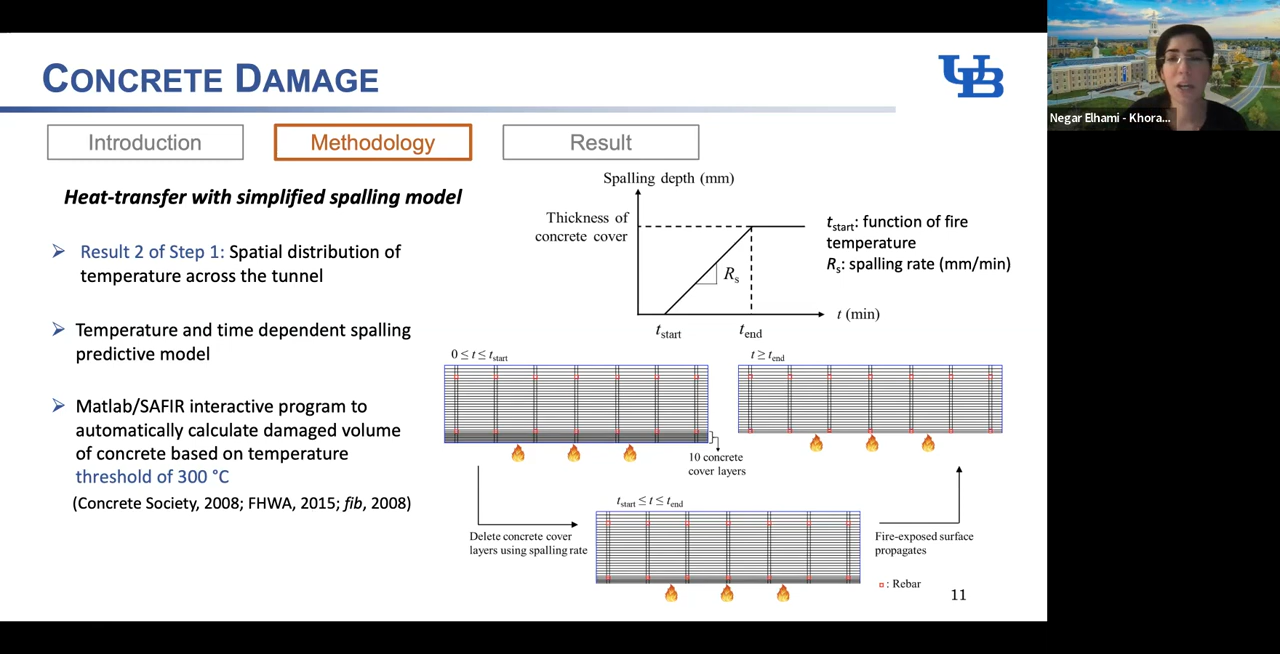 CONCRETE DAMAGE
UB
Negar Elhami - Khora...
Introduction
Methodology
Result
Heat-transfer with simplified spalling model
➢ Result 2 of Step 1: Spatial distribution of
temperature across the tunnel
➢ Temperature and time dependent spalling
predictive model
➢ Matlab/SAFIR interactive program to
automatically calculate damaged volume
of concrete based on temperature
threshold of 300 °C
(Concrete Society, 2008; FHWA, 2015; fib, 2008)
Spalling depth (mm)
Thickness of
concrete cover
Rs
t (min)
tstart
tend
tstart: function of fire
temperature
Rs: spalling rate (mm/min)
0 ≤ t ≤ tstart
t ≥ tend
10 concrete
cover layers
tstart ≤ t ≤ tend
Delete concrete cover
layers using spalling rate
Fire-exposed surface
propagates
: Rebar
11